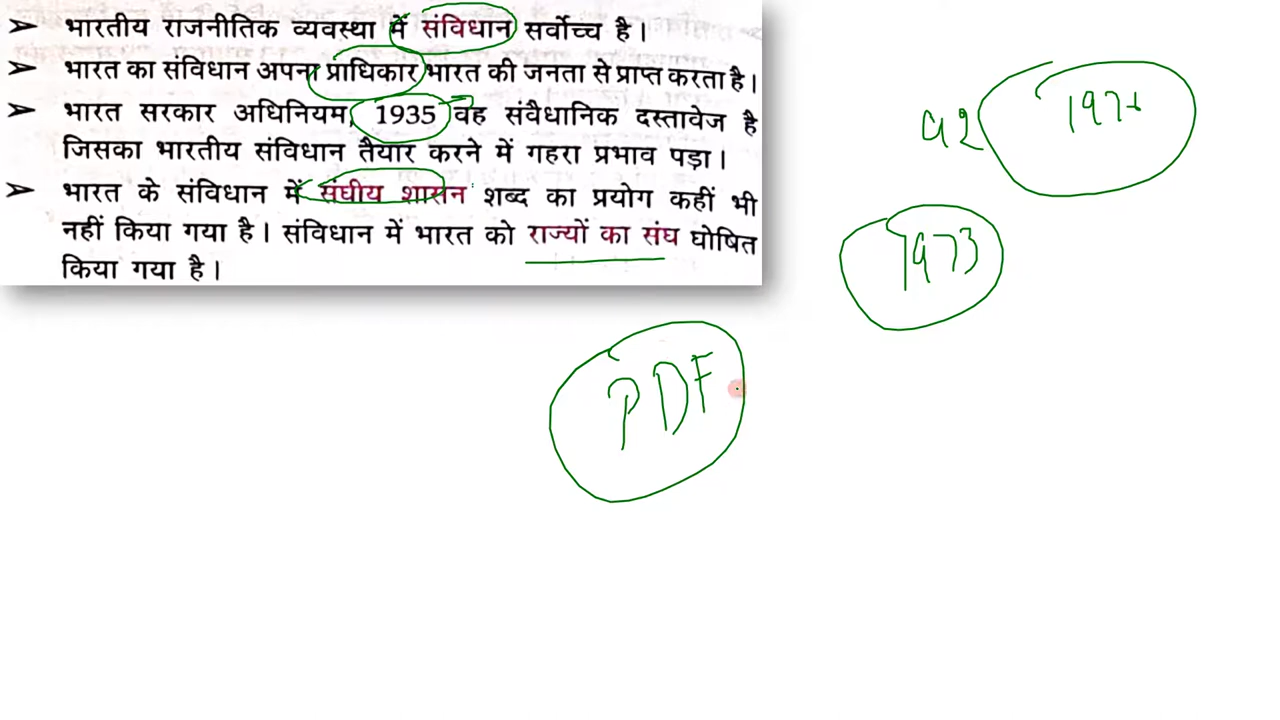 ➤ भारतीय राजनीतिक व्यवस्था में संविधान सर्वोच्च है।
➤ भारत का संविधान अपना प्राधिकार भारत की जनता से प्राप्त करता है।
➤ भारत सरकार अधिनियम, 1935 वह संवैधानिक दस्तावेज है
जिसका भारतीय संविधान तैयार करने में गहरा प्रभाव पड़ा।
➤ भारत के संविधान में संघीय शासन शब्द का प्रयोग कहीं भी
नहीं किया गया है। संविधान में भारत को राज्यों का संघ घोषित
किया गया है।
42
1973
PDF